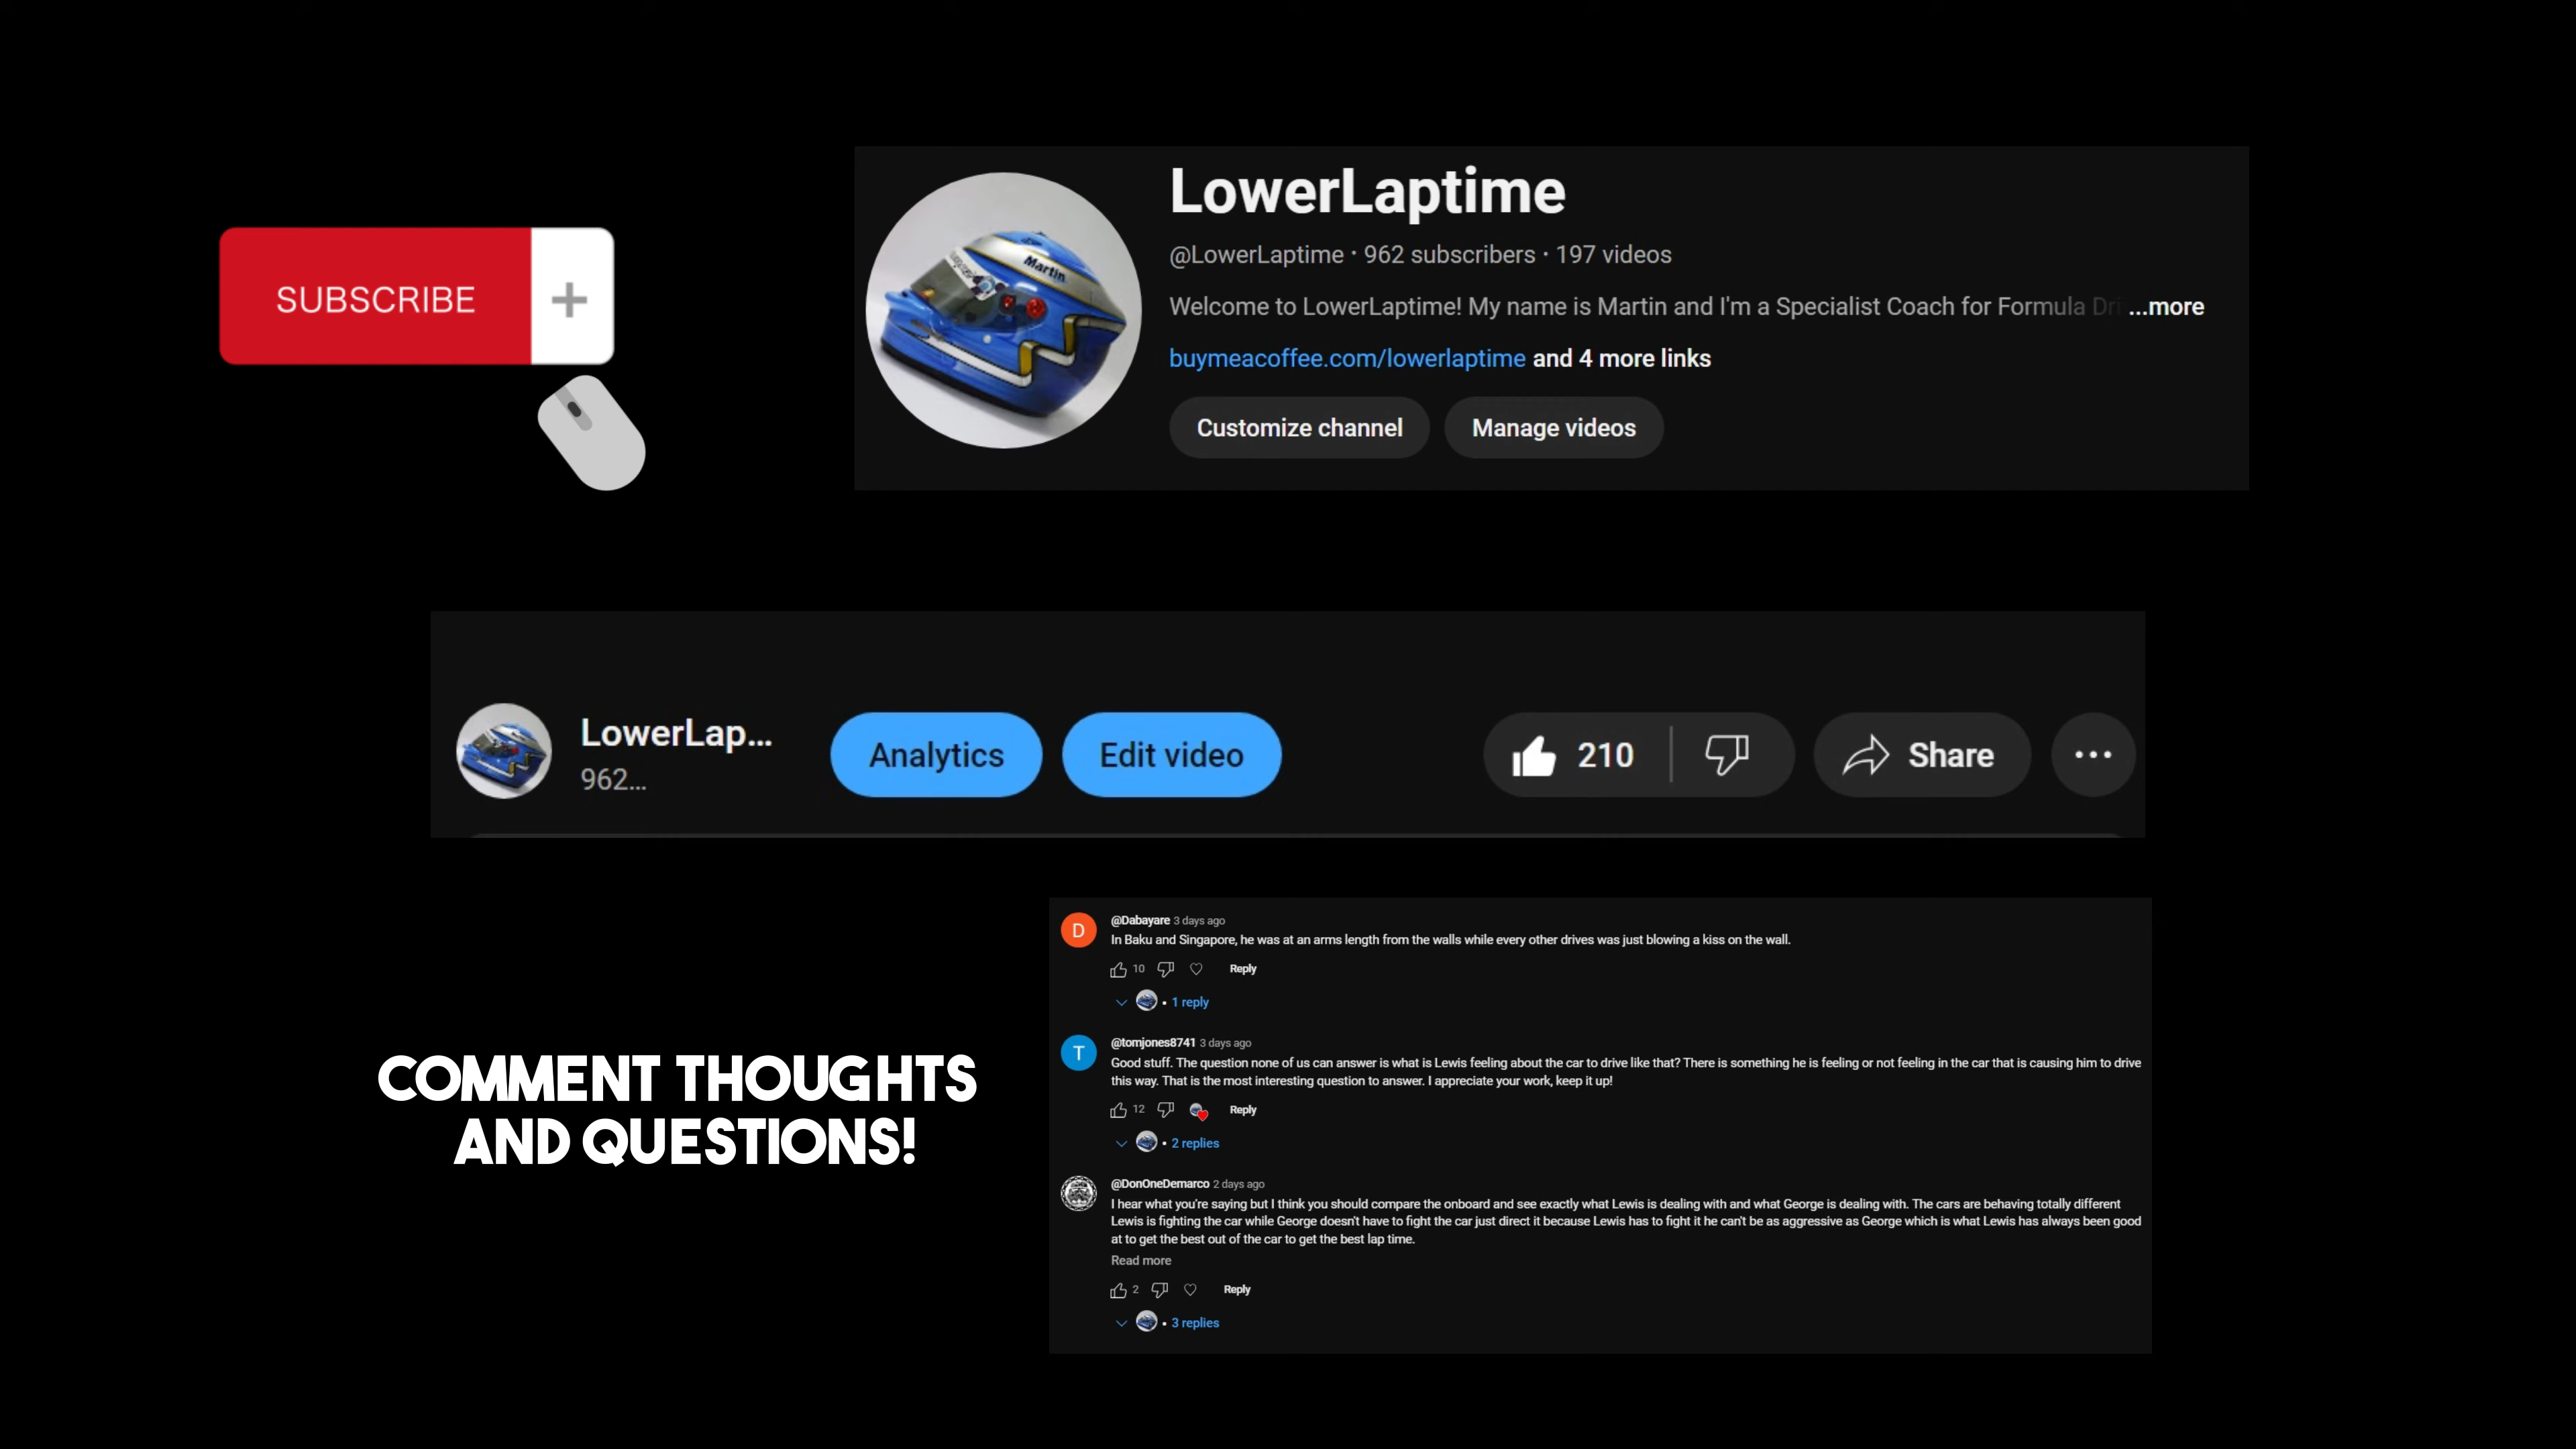 SUBSCRIBE
LowerLaptime
@LowerLaptime · 962 subscribers · 197 videos
Welcome to LowerLaptime! My name is Martin and I'm a Specialist Coach for Formula Dri ...more
buymeacoffee.com/lowerlaptime and 4 more links
Customize channel Manage videos
Martin
LowerLap...
962...
Analytics Edit video 210 Share
COMMENT THOUGHTS
AND QUESTIONS!
D
@Dabayare 3 days ago
In Baku and Singapore, he was at an arms length from the walls while every other drives was just blowing a kiss on the wall.
10 Reply
· 1 reply
T
@tomjones8741 3 days ago
Good stuff. The question none of us can answer is what is Lewis feeling about the car to drive like that? There is something he is feeling or not feeling in the car that is causing him to drive
this way. That is the most interesting question to answer. I appreciate your work, keep it up!
12 Reply
· 2 replies
@DonOneDemarco 2 days ago
I hear what you're saying but I think you should compare the onboard and see exactly what Lewis is dealing with and what George is dealing with. The cars are behaving totally different
Lewis is fighting the car while George doesn't have to fight the car just direct it because Lewis has to fight it he can't be as aggressive as George which is what Lewis has always been good
at to get the best out of the car to get the best lap time.
Read more
2 Reply
· 3 replies